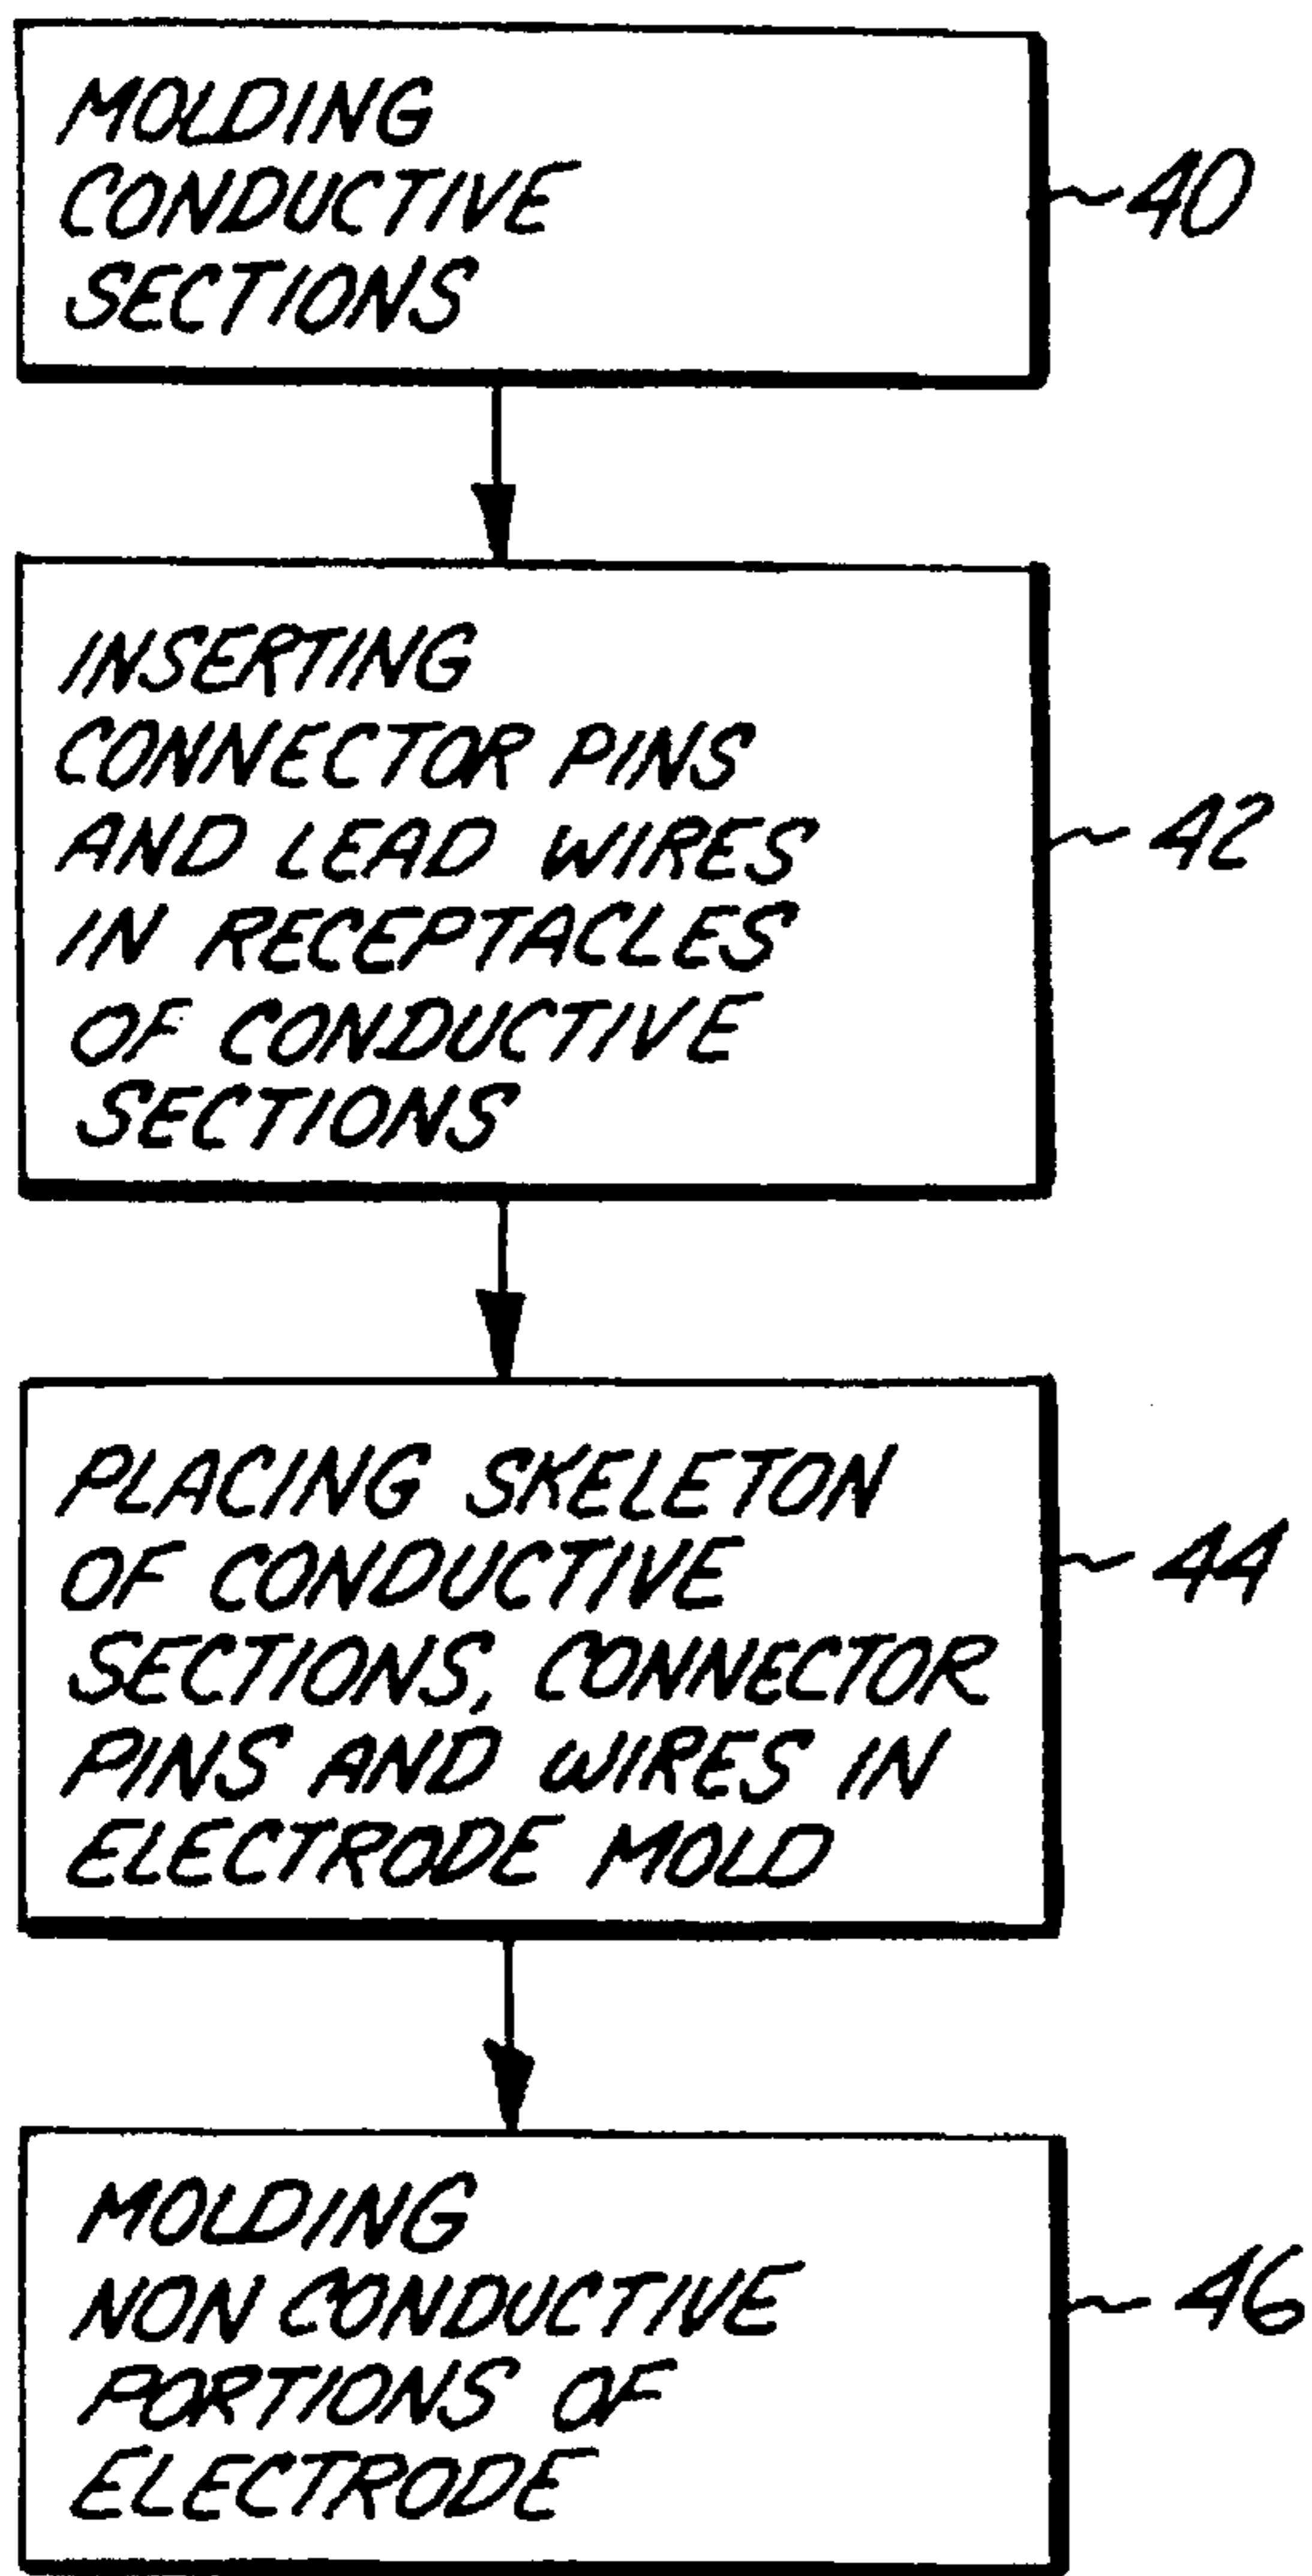 MOLDING
CONDUCTIVE
SECTIONS
40
INSERTING
CONNECTOR PINS
AND LEAD WIRES
IN RECEPTACLES
OF CONDUCTIVE
SECTIONS
42
PLACING SKELETON
OF CONDUCTIVE
SECTIONS, CONNECTOR
PINS AND WIRES IN
ELECTRODE MOLD
44
MOLDING
NON CONDUCTIVE
PORTIONS OF
ELECTRODE
46